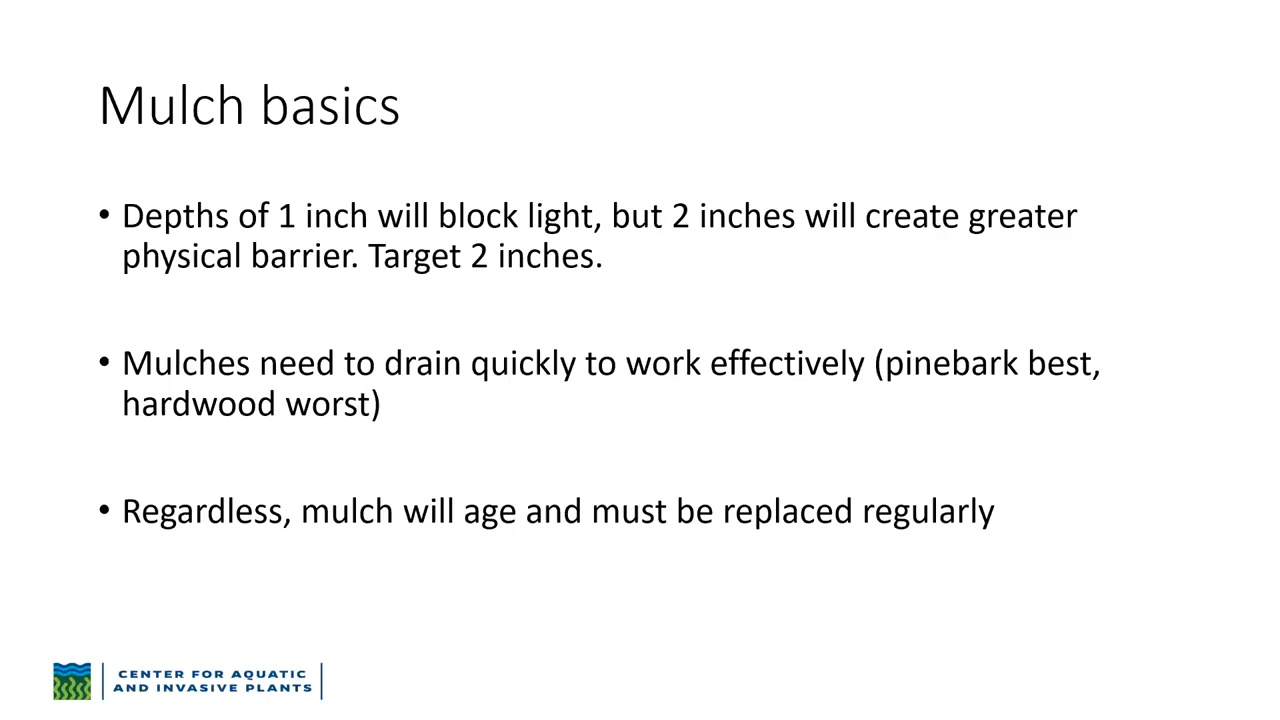 Mulch basics
• Depths of 1 inch will block light, but 2 inches will create greater
physical barrier. Target 2 inches.
• Mulches need to drain quickly to work effectively (pinebark best,
hardwood worst)
• Regardless, mulch will age and must be replaced regularly
CENTER FOR AQUATIC
AND INVASIVE PLANTS